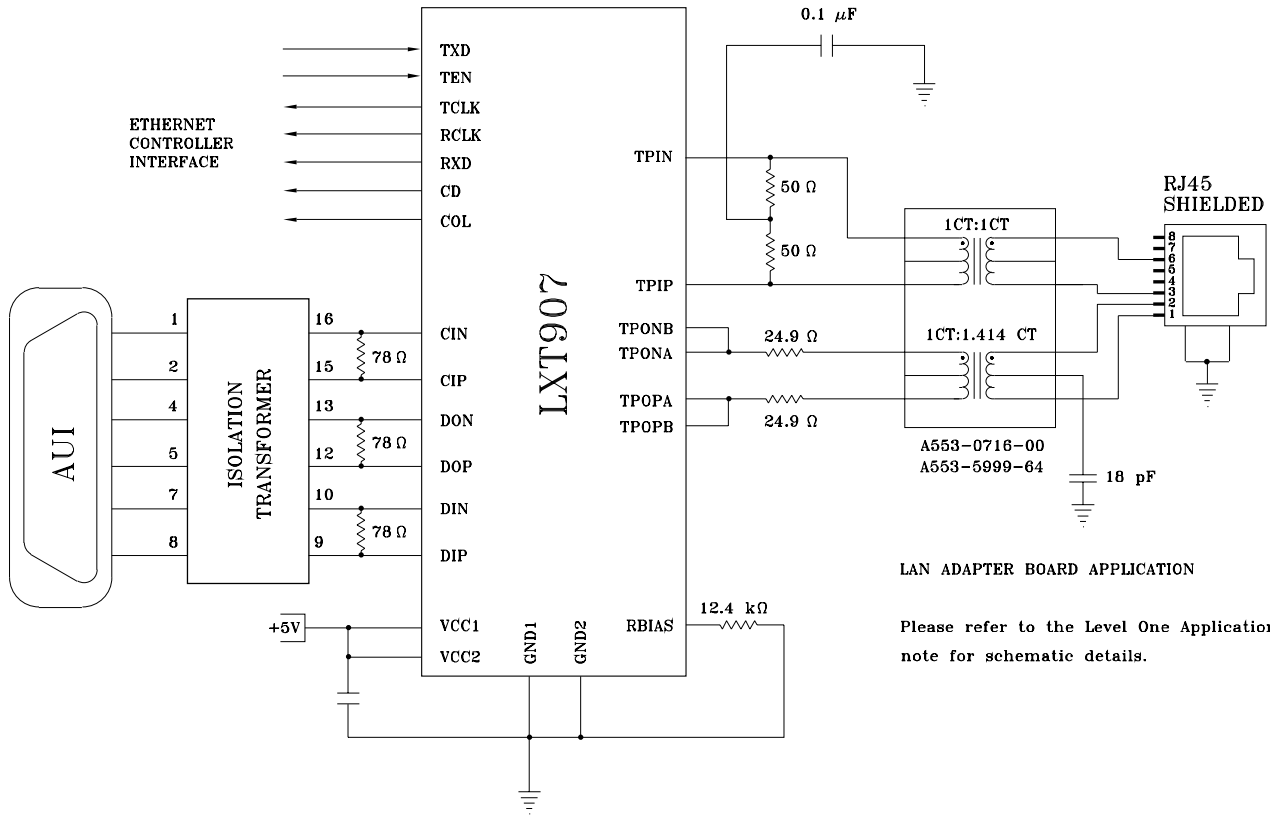 0.1 μF
TXD
TEN
TCLK
RCLK
RXD
CD
COL
ETHERNET
CONTROLLER
INTERFACE
TPIN
50 Ω
50 Ω
TPIP
1CT:1CT
RJ45
SHIELDED
8
7
6
5
4
3
2
1
LXT907
TPONB
TPONA
24.9 Ω
1CT:1.414 CT
TPOPA
TPOPB
24.9 Ω
A553-0716-00
A553-5999-64
18 pF
AUI
1
2
4
5
7
8
ISOLATION
TRANSFORMER
16
15
13
12
10
9
78 Ω
78 Ω
78 Ω
CIN
CIP
DON
DOP
DIN
DIP
+5V
VCC1
VCC2
GND1
GND2
RBIAS
12.4 kΩ
LAN ADAPTER BOARD APPLICATION
Please refer to the Level One Application
note for schematic details.